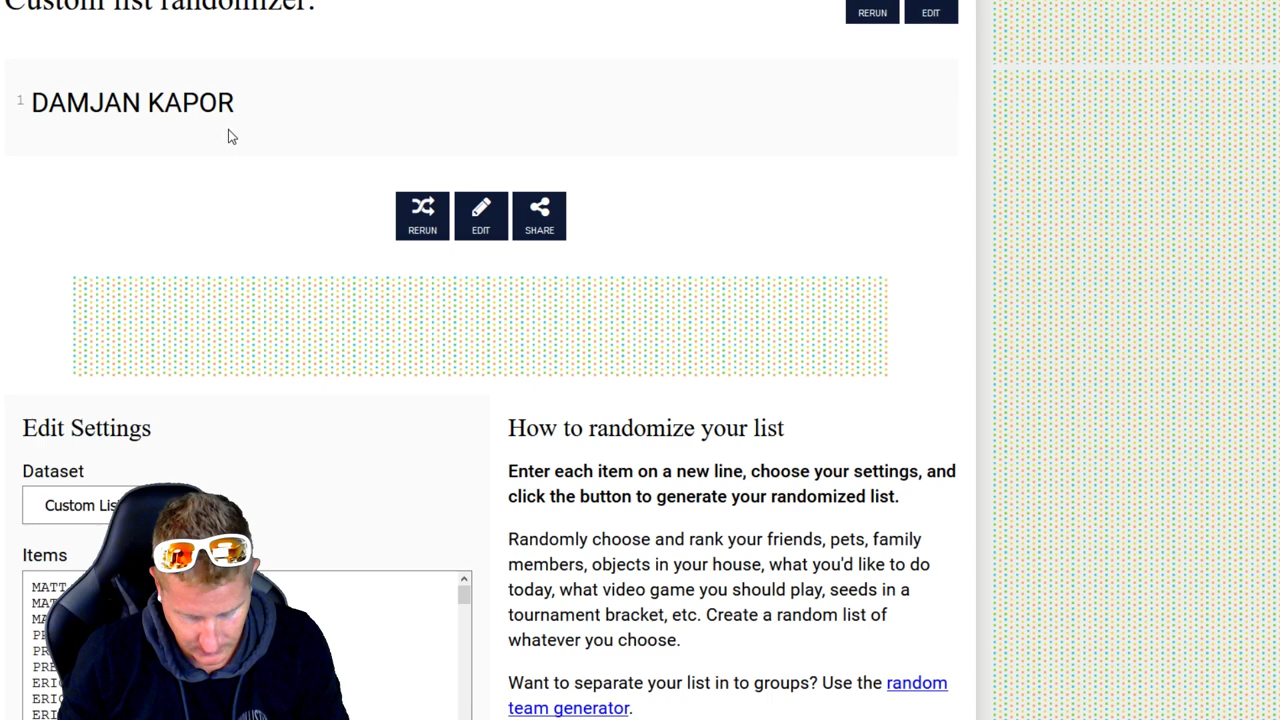 Custom list randomizer:
RERUN EDIT
1 DAMJAN KAPOR
RERUN EDIT SHARE
Edit Settings
Dataset
Custom Lis
Items
MATT
ERIC
How to randomize your list
Enter each item on a new line, choose your settings, and
click the button to generate your randomized list.
Randomly choose and rank your friends, pets, family
members, objects in your house, what you'd like to do
today, what video game you should play, seeds in a
tournament bracket, etc. Create a random list of
whatever you choose.
Want to separate your list in to groups? Use the random
team generator.